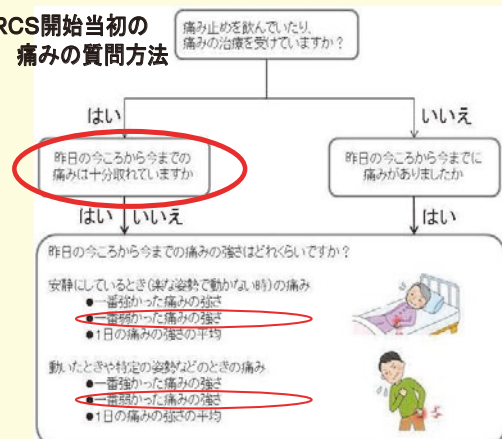 RCS開始当初の
痛みの質問方法
痛み止めを飲んでいたり、
痛みの治療を受けていますか？
はい
いいえ
昨日の今ころから今までの
痛みは十分取れていますか
昨日の今ころから今までに
痛みがありましたか
はい
いいえ
はい
昨日の今ころから今までの痛みの強さはどれくらいですか？
安静にしているとき(楽な姿勢で動かない時)の痛み
●一番強かった痛みの強さ
●一番弱かった痛みの強さ
●1日の痛みの強さの平均
動いたときや特定の姿勢などのときの痛み
●一番強かった痛みの強さ
●一番弱かった痛みの強さ
●1日の痛みの強さの平均